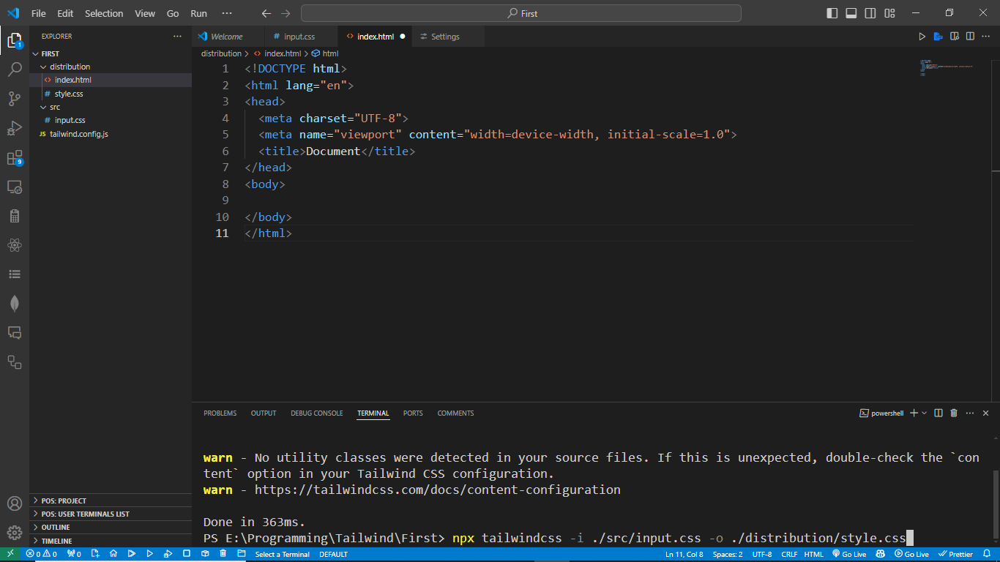 File Edit Selection View Go Run ··· First
EXPLORER ···
FIRST
distribution
index.html
style.css
src
input.css
JS tailwind.config.js
1
9
Welcome # input.css <> index.html Settings
distribution > <> index.html > html
1 <!DOCTYPE html>
2 <html lang="en">
3 <head>
4 <meta charset="UTF-8">
5 <meta name="viewport" content="width=device-width, initial-scale=1.0">
6 <title>Document</title>
7 </head>
8 <body>
9
10 </body>
11 </html>
PROBLEMS OUTPUT DEBUG CONSOLE TERMINAL PORTS COMMENTS powershell
warn - No utility classes were detected in your source files. If this is unexpected, double-check the `con
tent` option in your Tailwind CSS configuration.
warn - https://tailwindcss.com/docs/content-configuration
Done in 363ms.
PS E:\Programming\Tailwind\First> npx tailwindcss -i ./src/input.css -o ./distribution/style.css
POS: PROJECT
POS: USER TERMINALS LIST
OUTLINE
TIMELINE
0 0 0 Select a Terminal DEFAULT Ln 11, Col 8 Spaces: 2 UTF-8 CRLF HTML Go Live Go Live Prettier